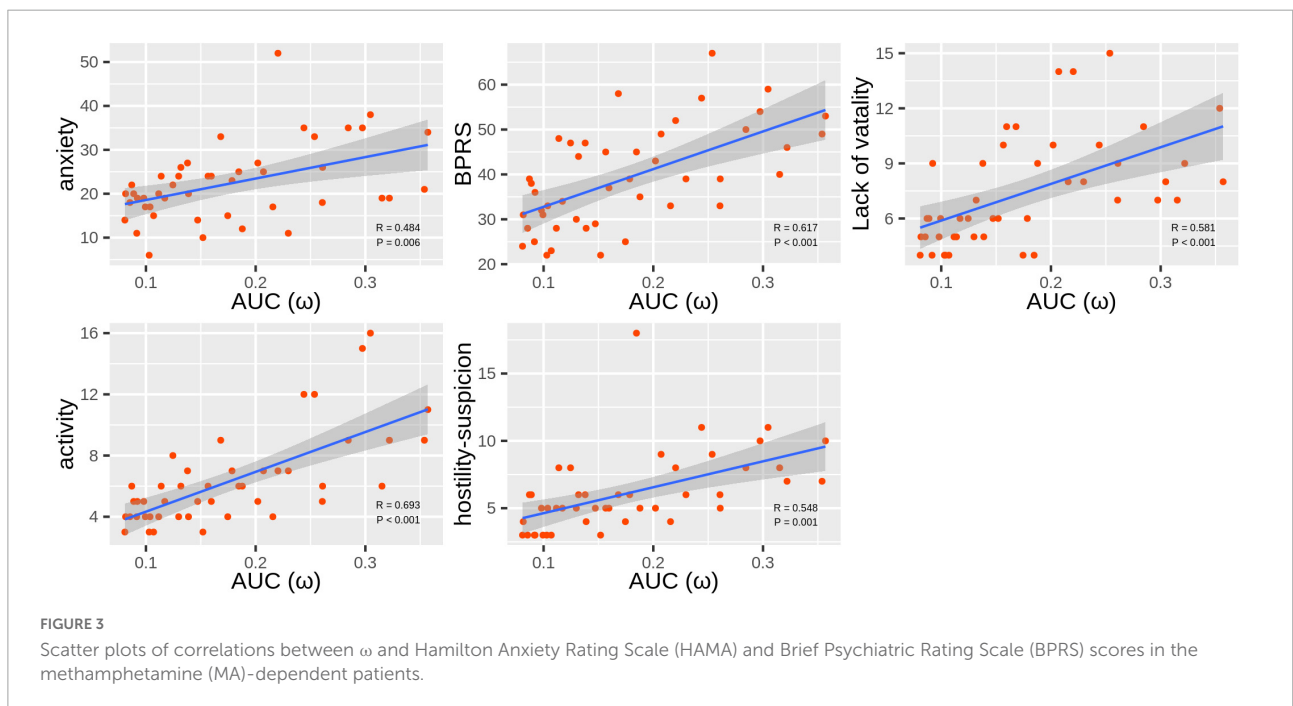 anxiety
50
40
30
20
10
R = 0.484
P = 0.006
0.1 0.2 0.3
AUC (ω)
BPRS
60
50
40
30
20
R = 0.617
P < 0.001
0.1 0.2 0.3
AUC (ω)
Lack of vatality
15
12
9
6
R = 0.581
P < 0.001
0.1 0.2 0.3
AUC (ω)
activity
16
12
8
4
R = 0.693
P < 0.001
0.1 0.2 0.3
AUC (ω)
hostility-suspicion
15
10
5
R = 0.548
P = 0.001
0.1 0.2 0.3
AUC (ω)
FIGURE 3
Scatter plots of correlations between ω and Hamilton Anxiety Rating Scale (HAMA) and Brief Psychiatric Rating Scale (BPRS) scores in the
methamphetamine (MA)-dependent patients.